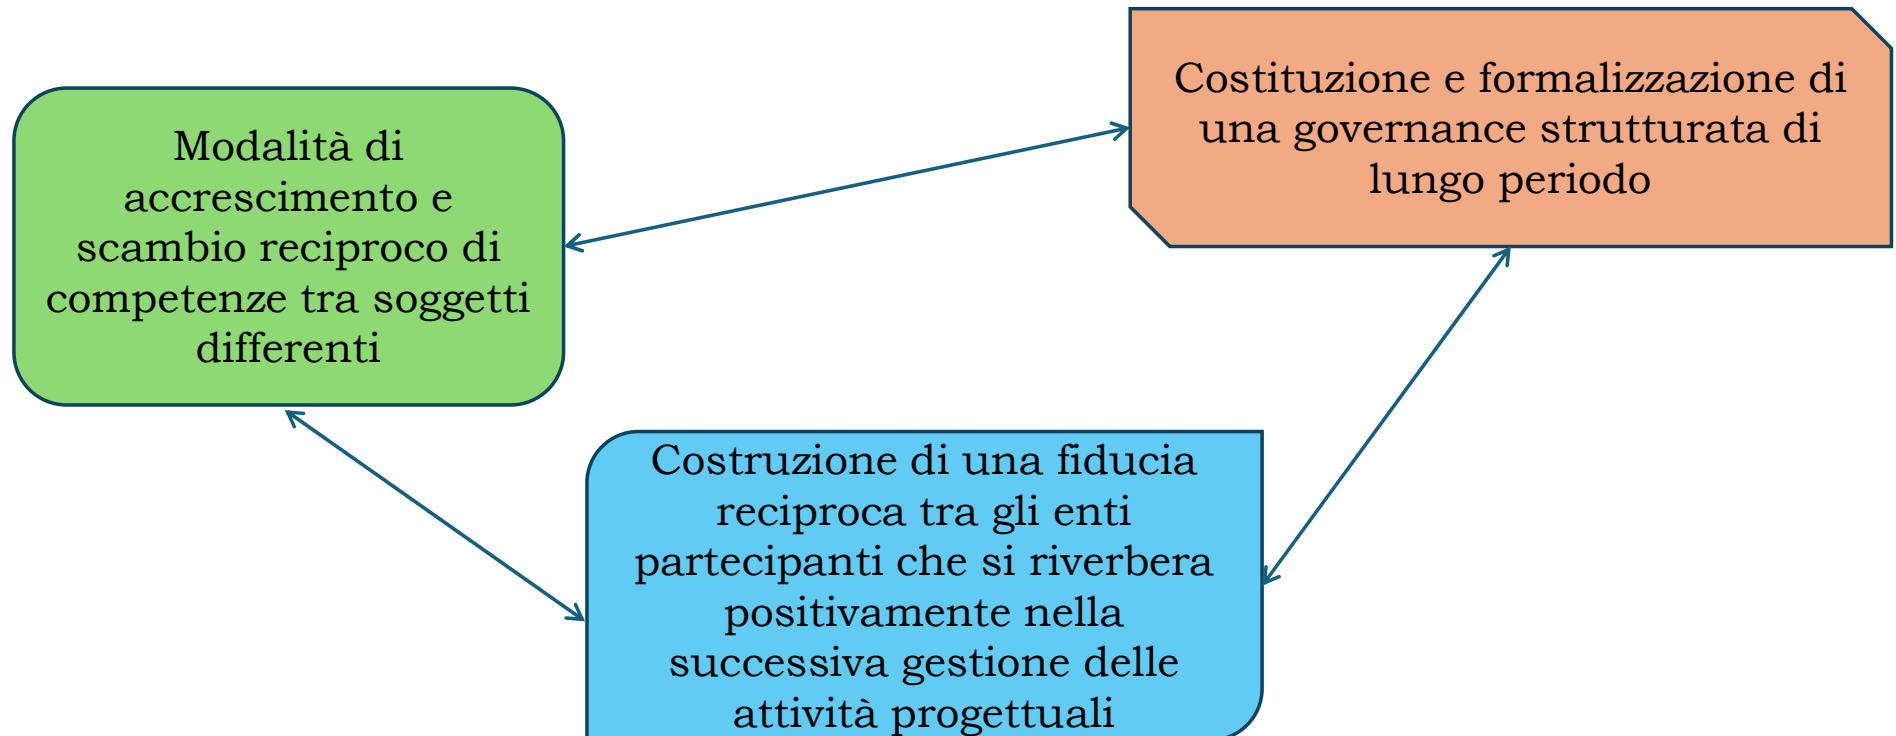 Modalità di
accrescimento e
scambio reciproco di
competenze tra soggetti
differenti
Costituzione e formalizzazione di
una governance strutturata di
lungo periodo
Costruzione di una fiducia
reciproca tra gli enti
partecipanti che si riverbera
positivamente nella
successiva gestione delle
attività progettuali